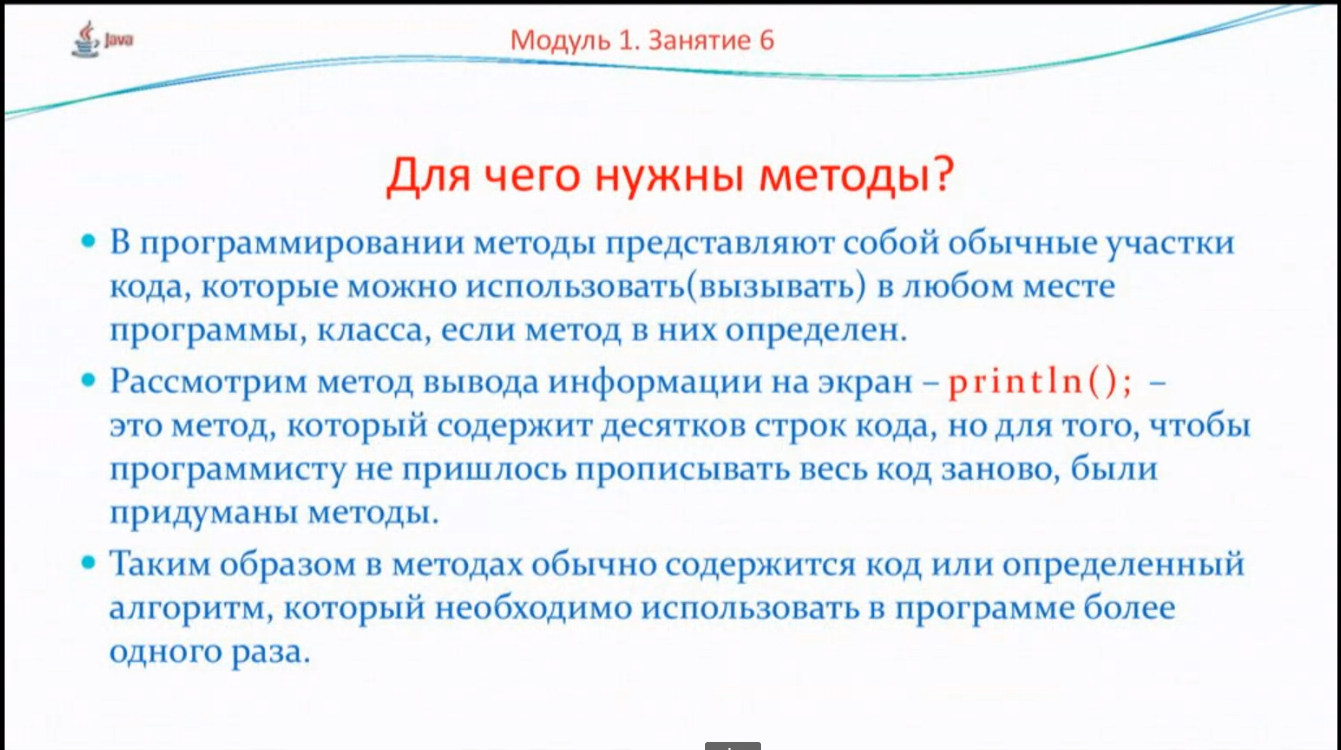 Java
Модуль 1. Занятие 6
Для чего нужны методы?
• В программировании методы представляют собой обычные участки
кода, которые можно использовать(вызывать) в любом месте
программы, класса, если метод в них определен.
• Рассмотрим метод вывода информации на экран – println(); –
это метод, который содержит десятков строк кода, но для того, чтобы
программисту не пришлось прописывать весь код заново, были
придуманы методы.
• Таким образом в методах обычно содержится код или определенный
алгоритм, который необходимо использовать в программе более
одного раза.